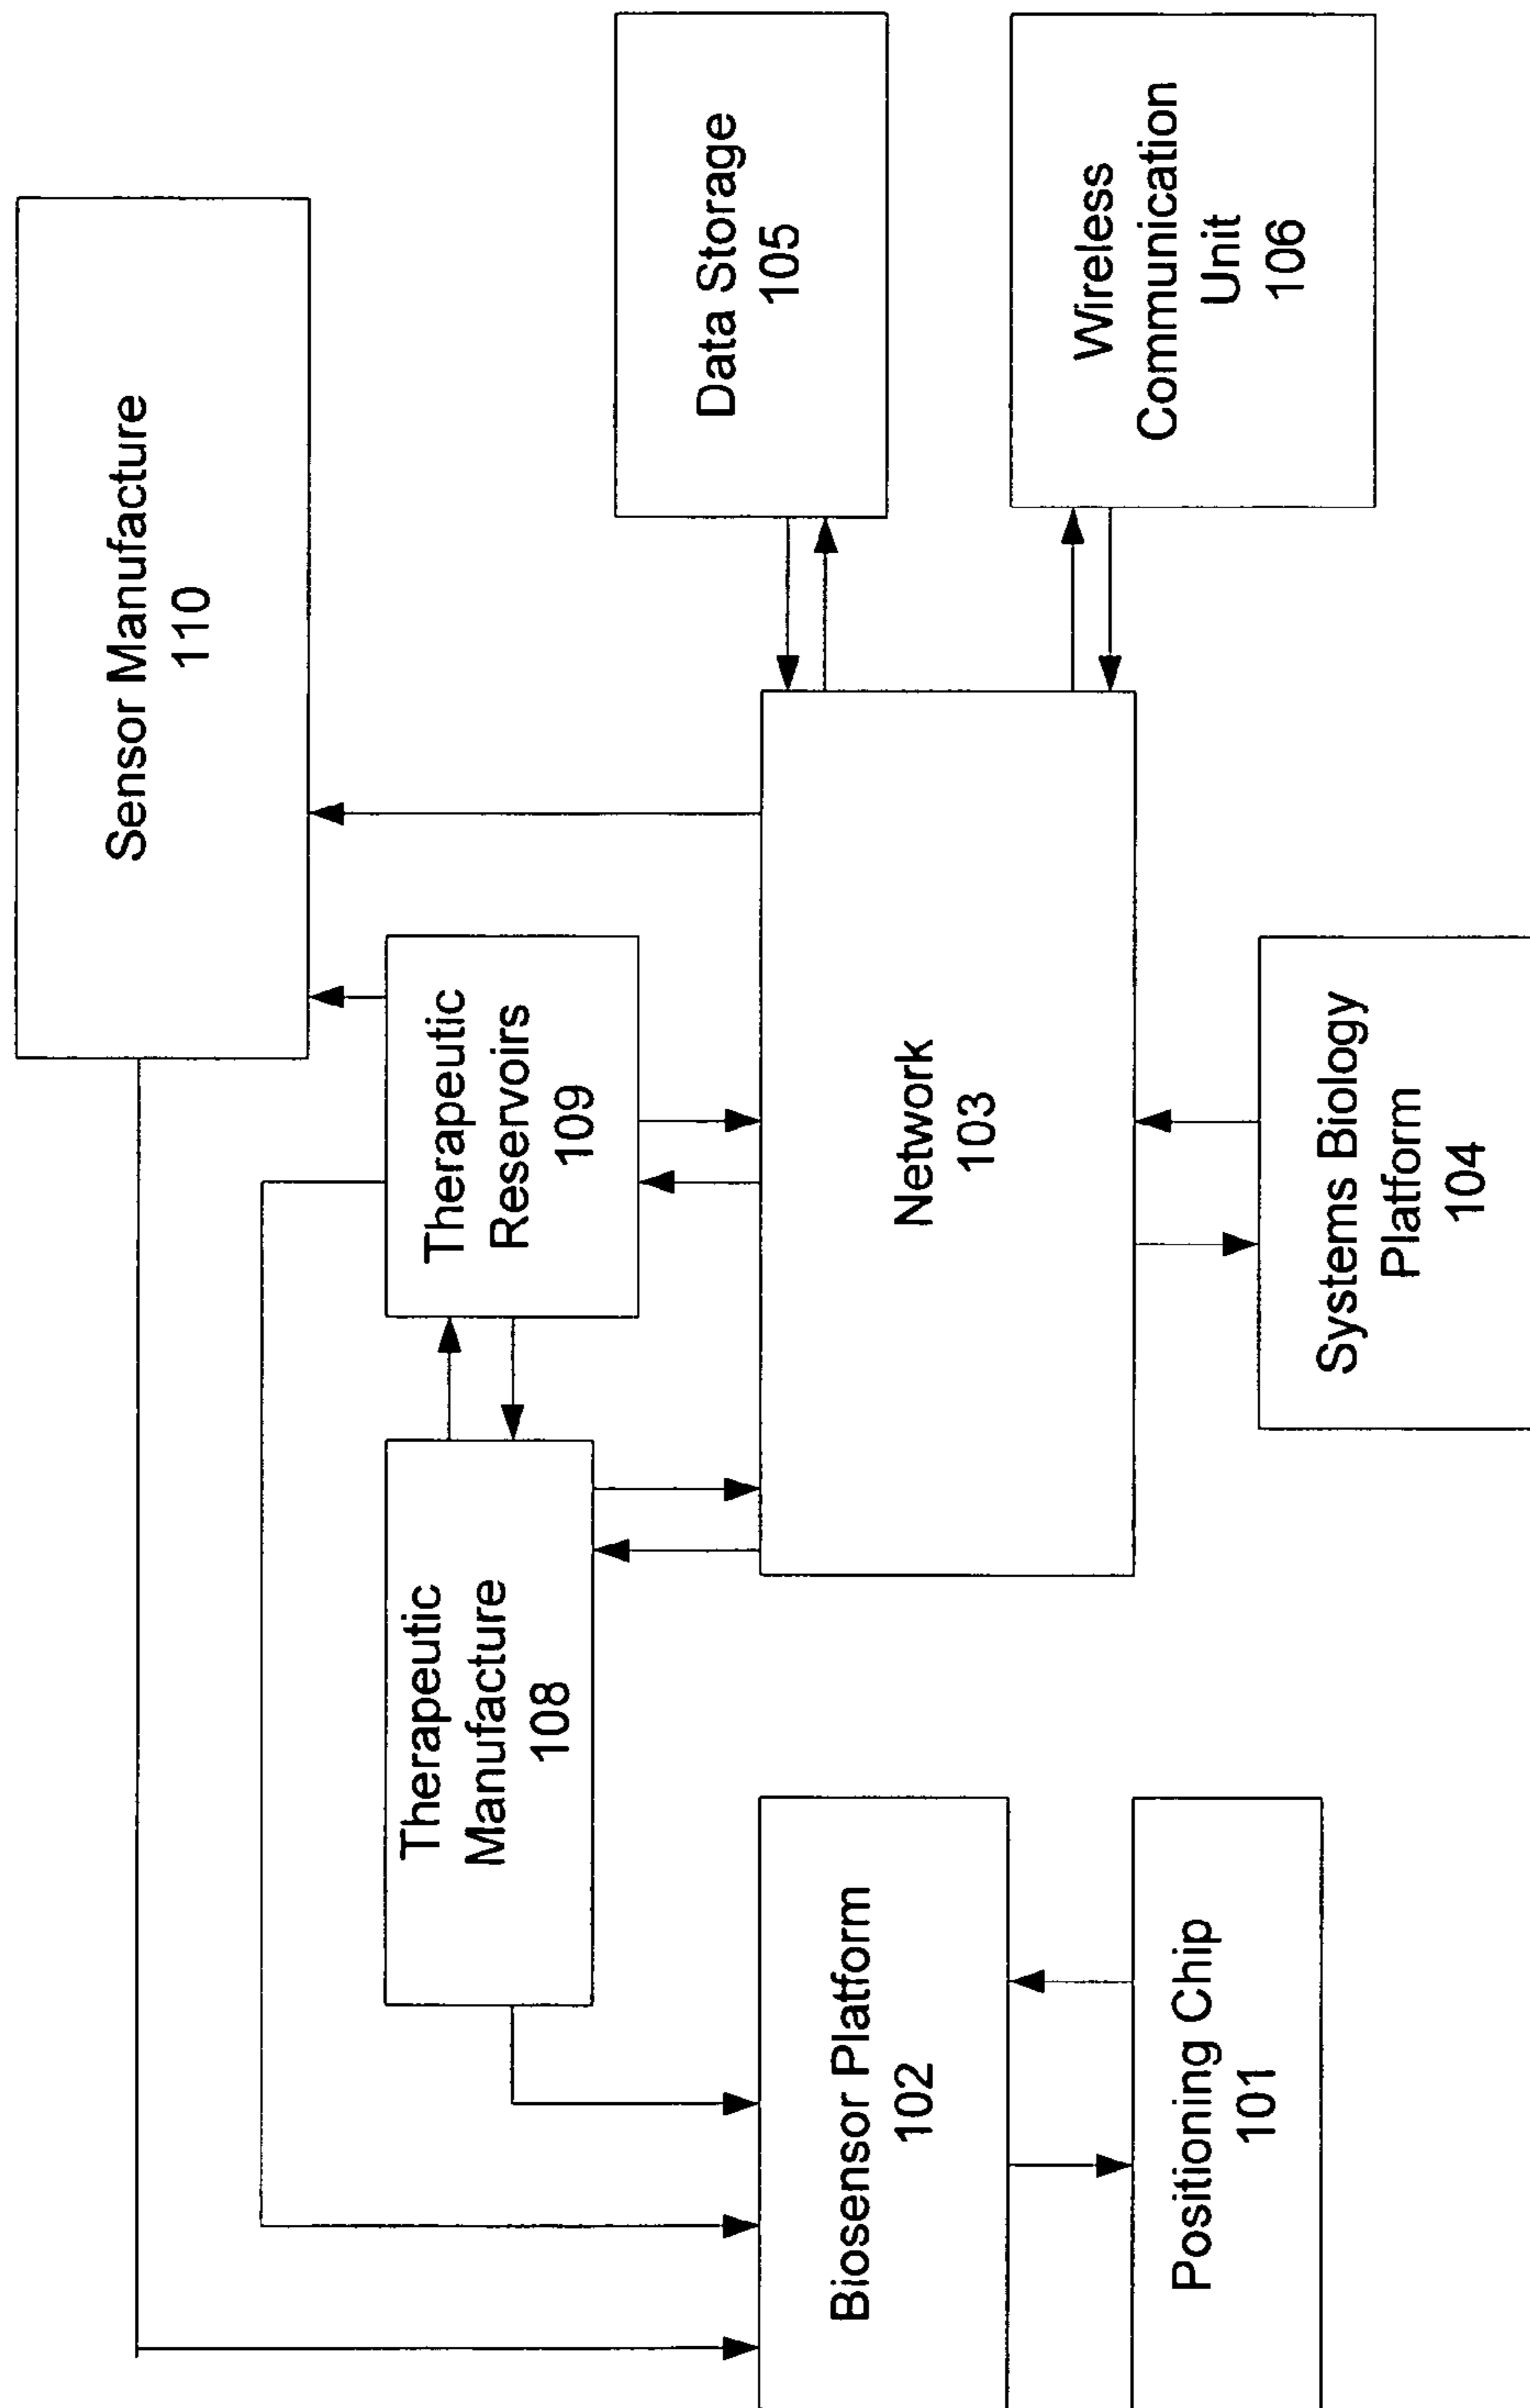 Sensor Manufacture
110
Data Storage
105
Wireless
Communication
Unit
106
Therapeutic
Reservoirs
109
Network
103
Systems Biology
Platform
104
Therapeutic
Manufacture
108
Biosensor Platform
102
Positioning Chip
101